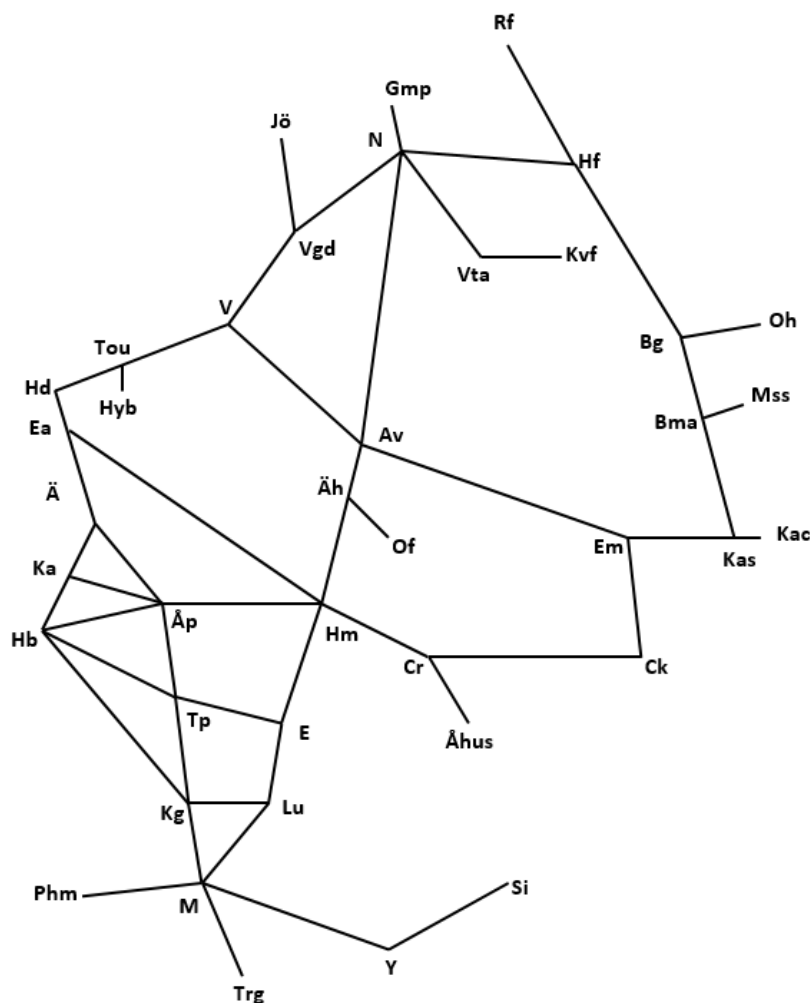 Rf
Gmp
Jö
N
Hf
Vgd
Vta
Kvf
V
Oh
Bg
Tou
Hd
Hyb
Mss
Bma
Ea
Av
Äh
Ä
Of
Em
Kas
Kac
Ka
Åp
Hm
Hb
Cr
Ck
Tp
E
Åhus
Kg
Lu
Phm
M
Si
Y
Trg